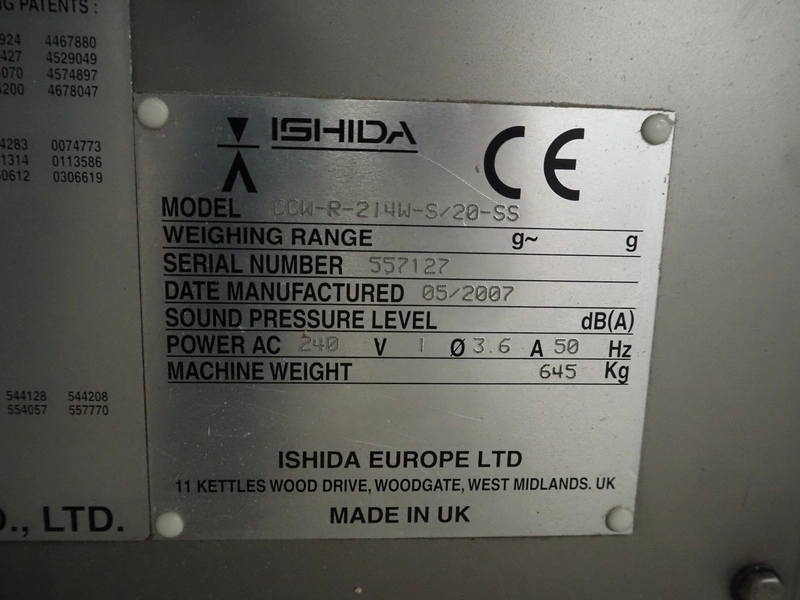 NG PATENTS :
924 4467880
427 4529049
070 4574897
4200 4678047
4283 0074773
1314 0113586
0612 0306619
544128 544208
554057 557770
O., LTD.
ISHIDA CE
MODEL CCW-R-214W-S/20-SS
WEIGHING RANGE g~ g
SERIAL NUMBER 557127
DATE MANUFACTURED 05/2007
SOUND PRESSURE LEVEL dB(A)
POWER AC 240 V 1 Ø 3.6 A 50 Hz
MACHINE WEIGHT 645 Kg
ISHIDA EUROPE LTD
11 KETTLES WOOD DRIVE, WOODGATE, WEST MIDLANDS. UK
MADE IN UK